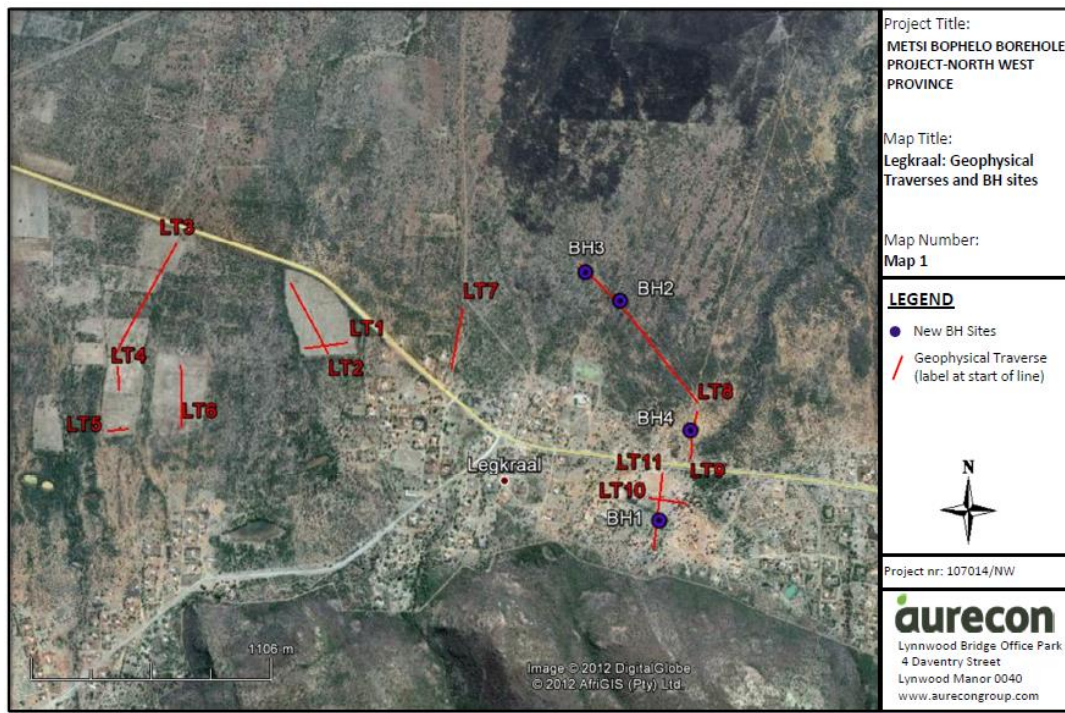 Project Title:
METSI BOPHELO BOREHOLE
PROJECT-NORTH WEST
PROVINCE
Map Title:
Legkraal: Geophysical
Traverses and BH sites
Map Number:
Map 1
LEGEND
New BH Sites
Geophysical Traverse
(label at start of line)
N
Project nr: 107014/NW
aurecon
Lynnwood Bridge Office Park
4 Daventry Street
Lynwood Manor 0040
www.aurecongroup.com
LT3
BH3
BH2
LT7
LT1
LT4
LT2
LT8
LT6
LT5
BH4
Legkraal
LT11
LT9
LT10
BH1
1106 m
Image © 2012 DigitalGlobe
© 2012 AfriGIS (Pty) Ltd.